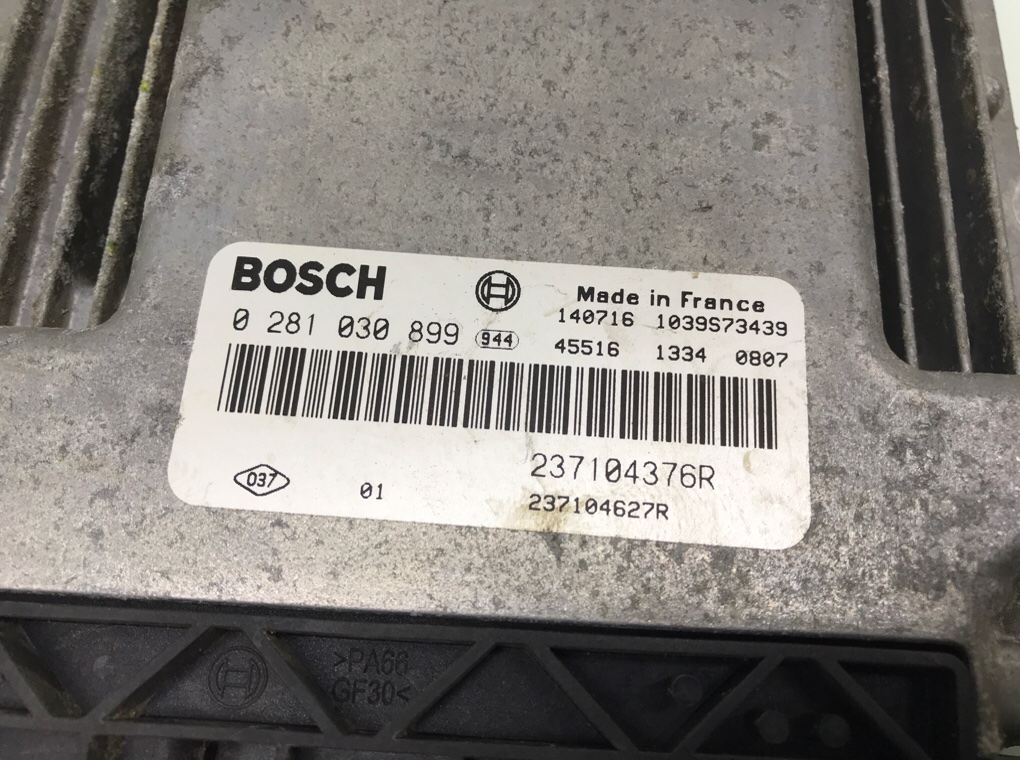 BOSCH
Made in France
140716 1039S73439
0 281 030 899 944
45516 1334 0807
237104376R
037
01
237104627R
>PA66
GF30<